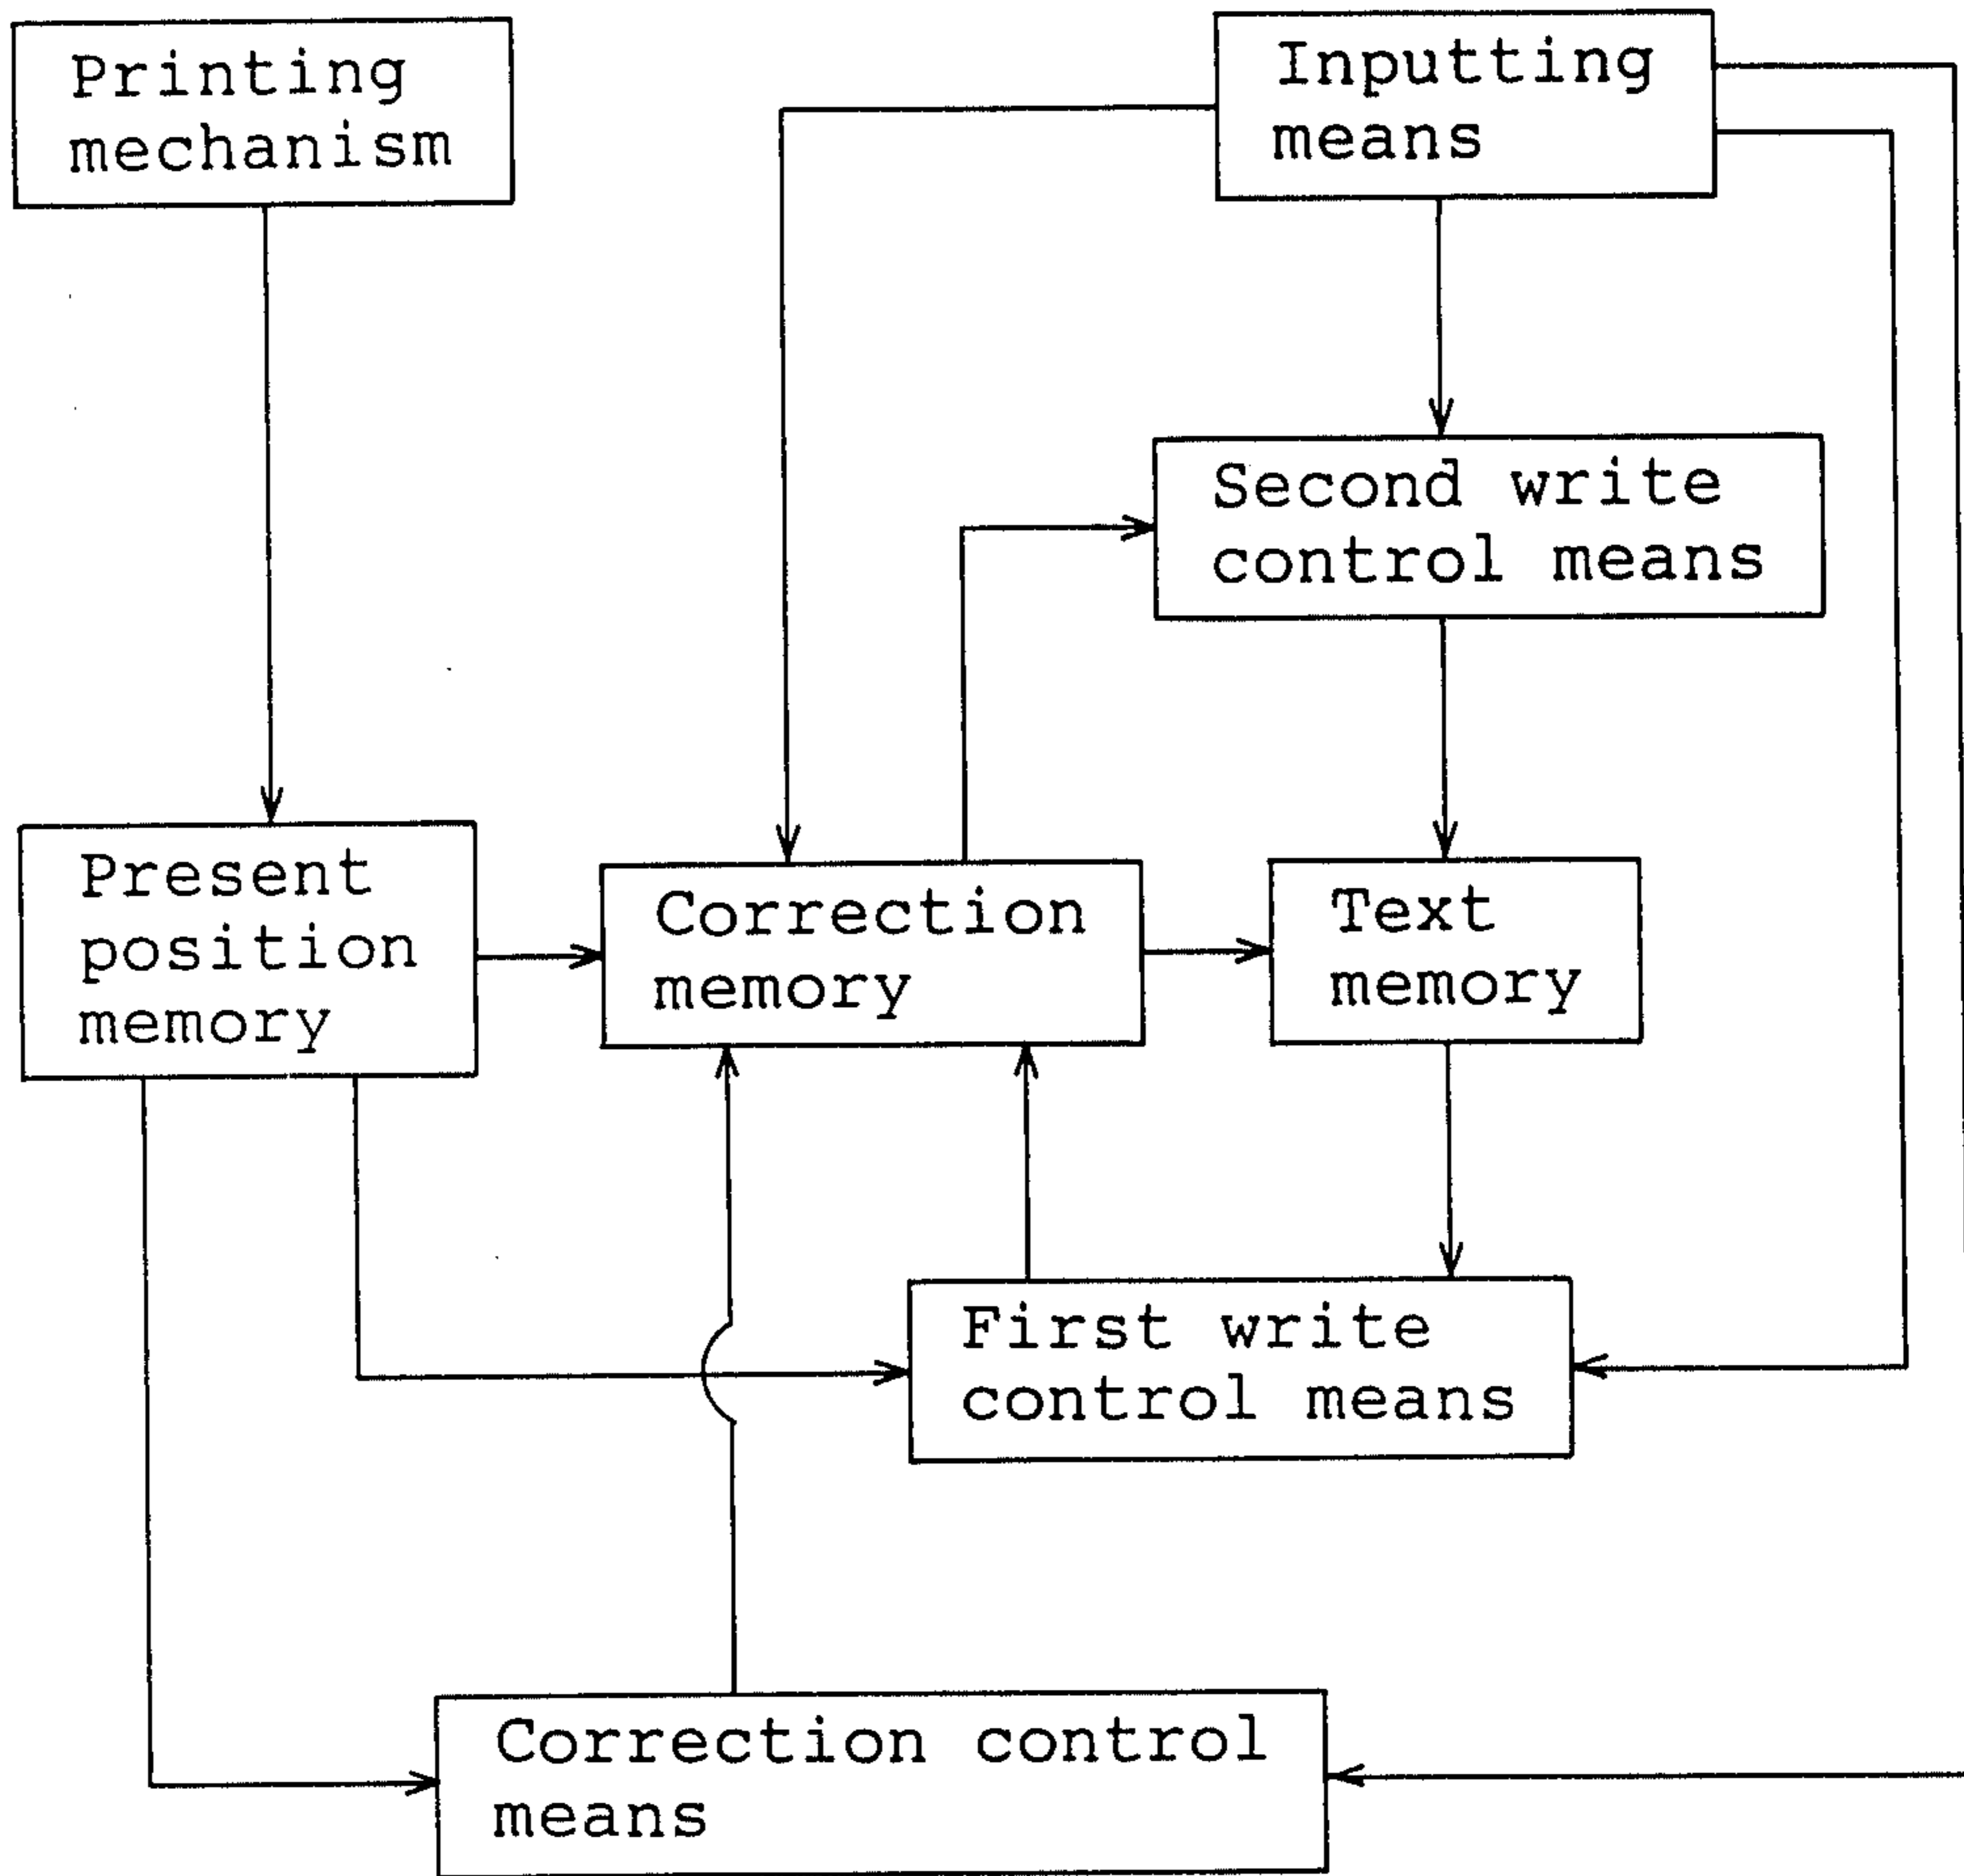 Printing
mechanism
Inputting
means
Second write
control means
Present
position
memory
Correction
memory
Text
memory
First write
control means
Correction control
means